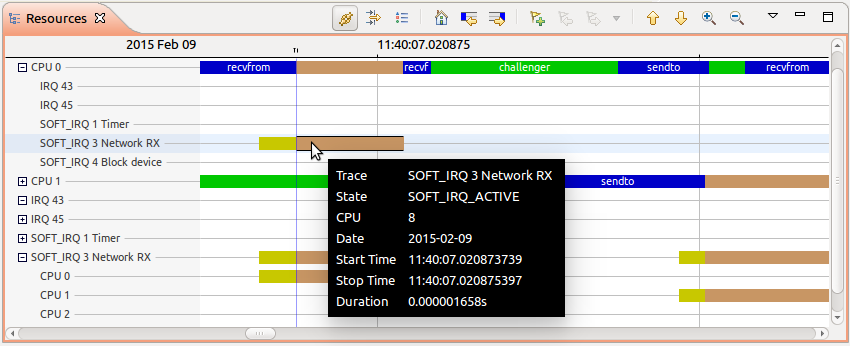 Resources
2015 Feb 09 11:40:07.020875
CPU 0 recvfrom recvf challenger sendto recvfrom
IRQ 43
IRQ 45
SOFT_IRQ 1 Timer
SOFT_IRQ 3 Network RX
SOFT_IRQ 4 Block device
CPU 1 sendto
IRQ 43
IRQ 45
SOFT_IRQ 1 Timer
SOFT_IRQ 3 Network RX
CPU 0
CPU 1
CPU 2
Trace SOFT_IRQ 3 Network RX
State SOFT_IRQ_ACTIVE
CPU 8
Date 2015-02-09
Start Time 11:40:07.020873739
Stop Time 11:40:07.020875397
Duration 0.000001658s